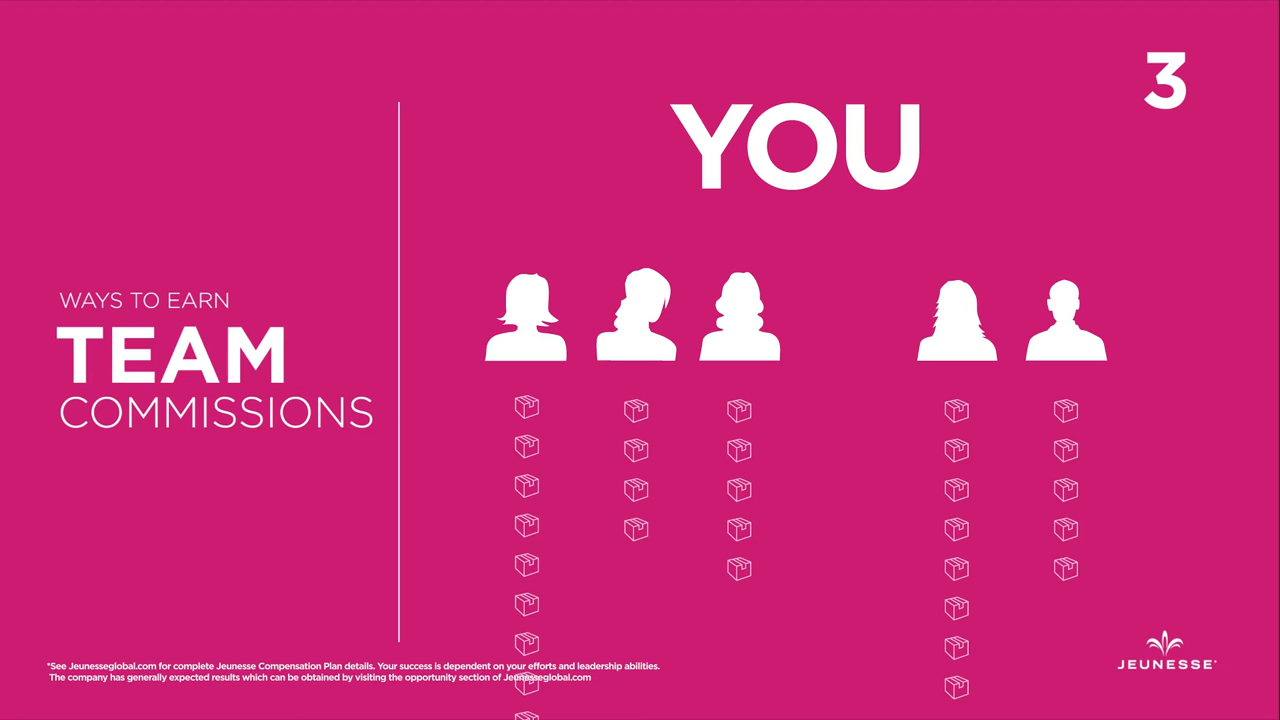 3
YOU
WAYS TO EARN
TEAM
COMMISSIONS
*See Jeunesseglobal.com for complete Jeunesse Compensation Plan details. Your success is dependent on your efforts and leadership abilities.
The company has generally expected results which can be obtained by visiting the opportunity section of Jeunesseglobal.com
JEUNESSE